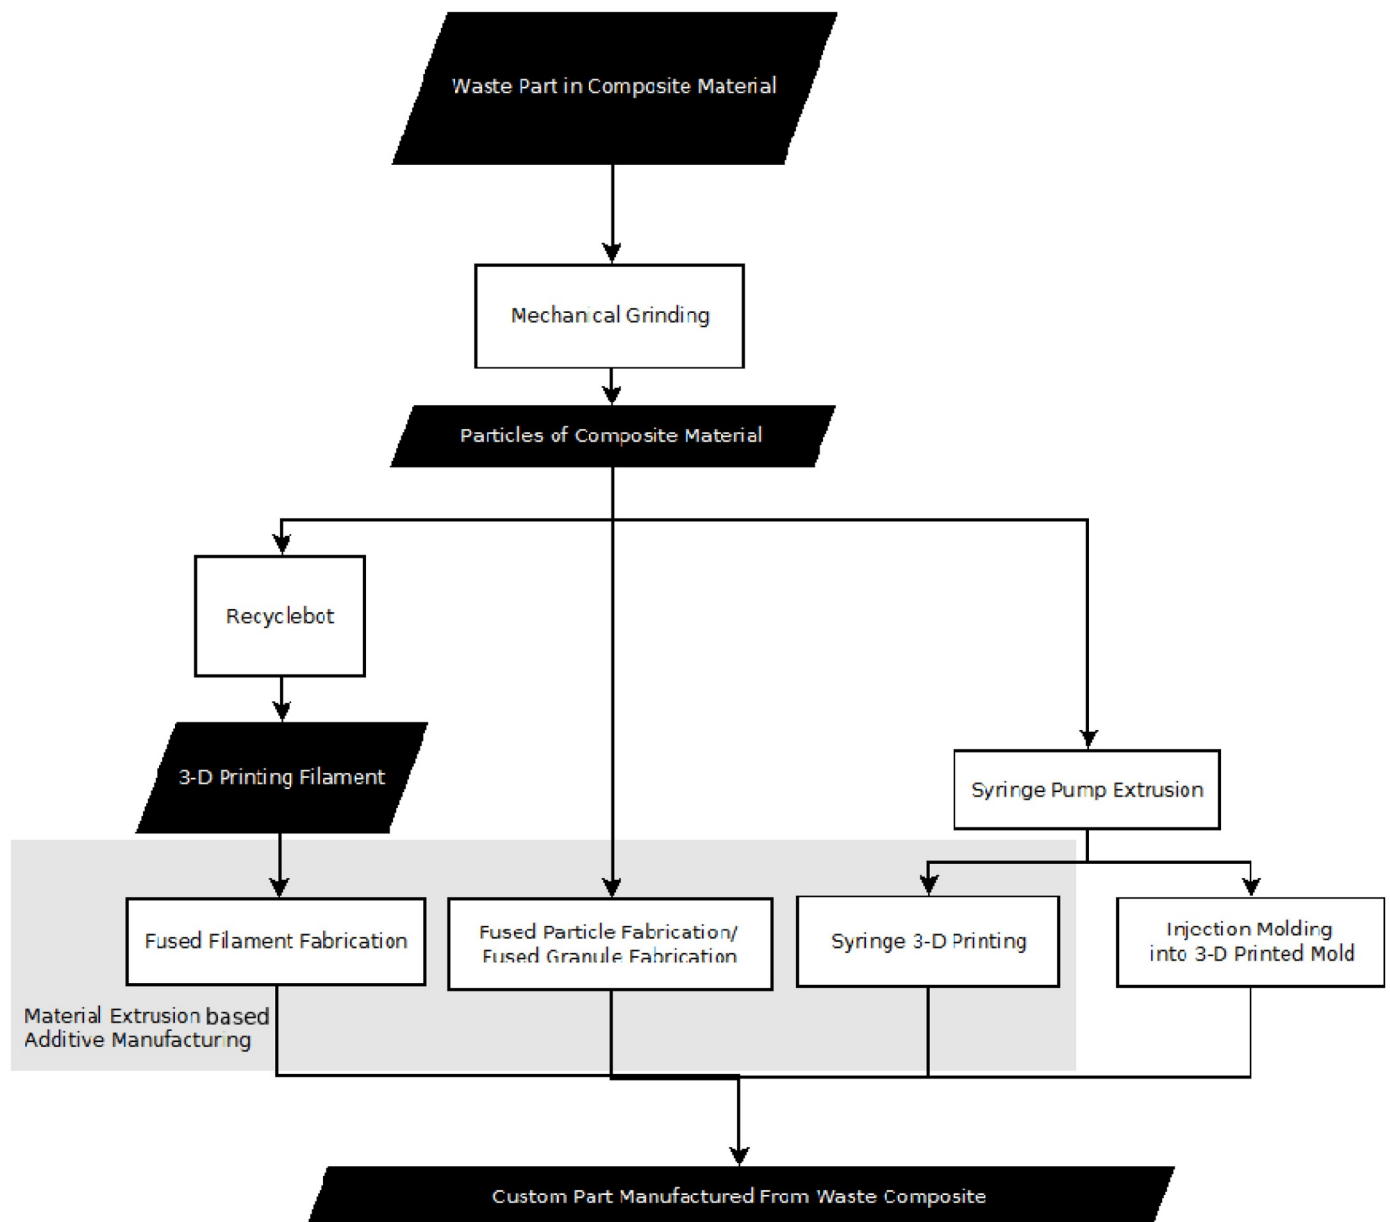 Waste Part in Composite Material
Mechanical Grinding
Particles of Composite Material
Recyclebot
3-D Printing Filament
Syringe Pump Extrusion
Fused Filament Fabrication
Fused Particle Fabrication/
Fused Granule Fabrication
Syringe 3-D Printing
Injection Molding
into 3-D Printed Mold
Material Extrusion based
Additive Manufacturing
Custom Part Manufactured From Waste Composite